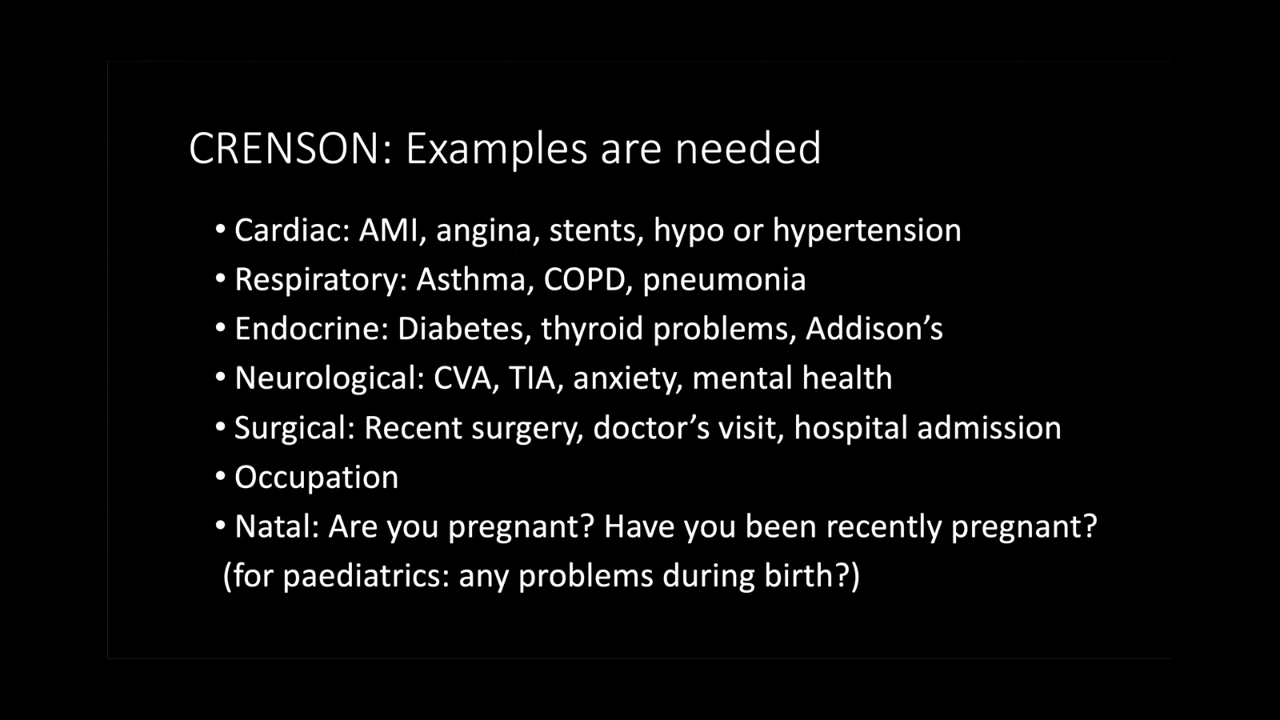 CRENSON: Examples are needed
• Cardiac: AMI, angina, stents, hypo or hypertension
• Respiratory: Asthma, COPD, pneumonia
• Endocrine: Diabetes, thyroid problems, Addison’s
• Neurological: CVA, TIA, anxiety, mental health
• Surgical: Recent surgery, doctor’s visit, hospital admission
• Occupation
• Natal: Are you pregnant? Have you been recently pregnant?
(for paediatrics: any problems during birth?)